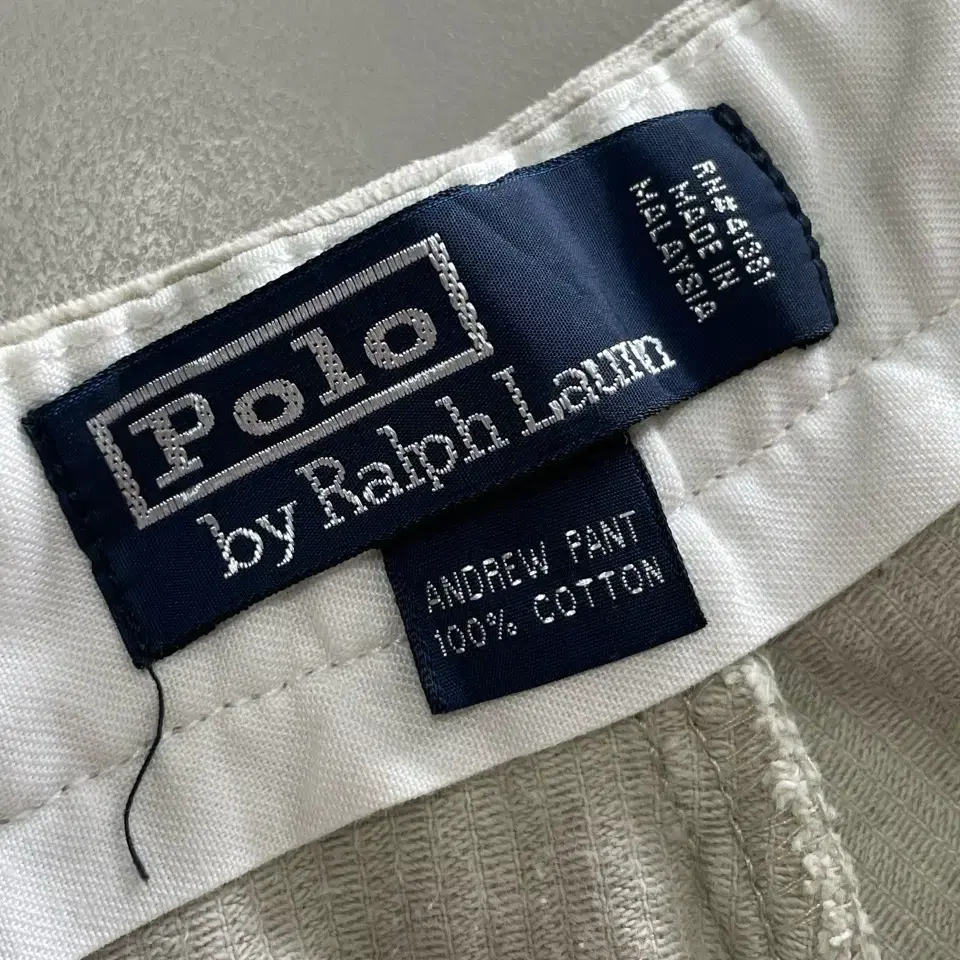 Polo
by Ralph Lauren
RN#41381
MADE IN
MALAYSIA
ANDREW PANT
100% COTTON